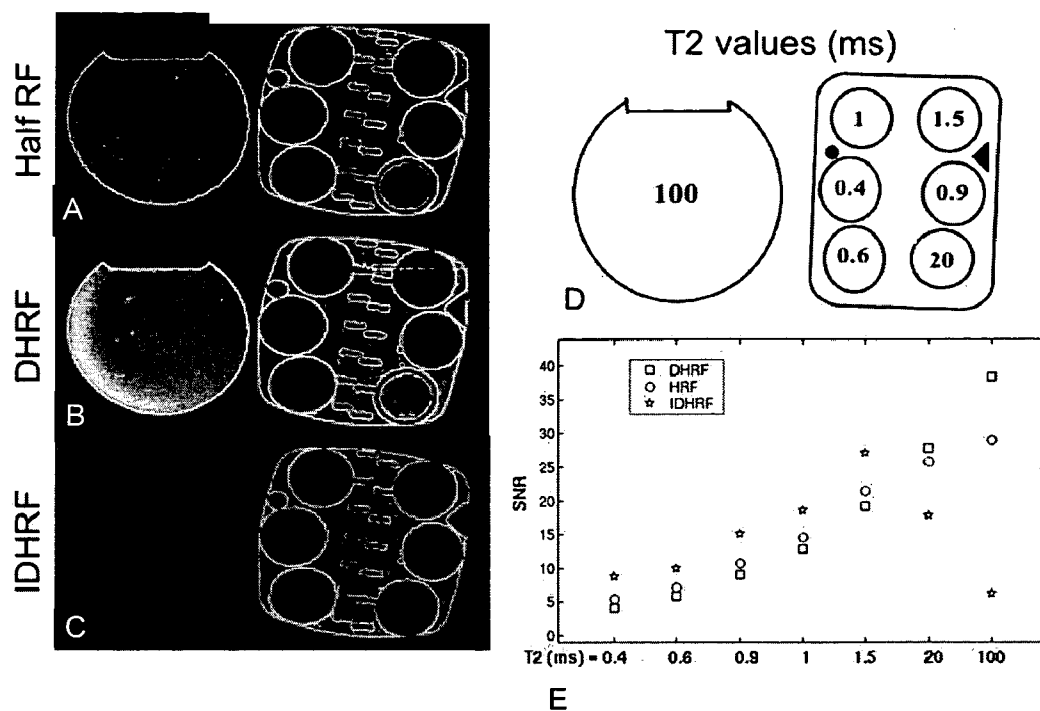 Half RF
A
DHRF
B
IDHRF
C
T2 values (ms)
100
1
1.5
0.4
0.9
0.6
20
D
SNR
40
35
30
25
20
15
10
5
0
DHRF
HRF
IDHRF
T2 (ms) = 0.4 0.6 0.9 1 1.5 20 100
E